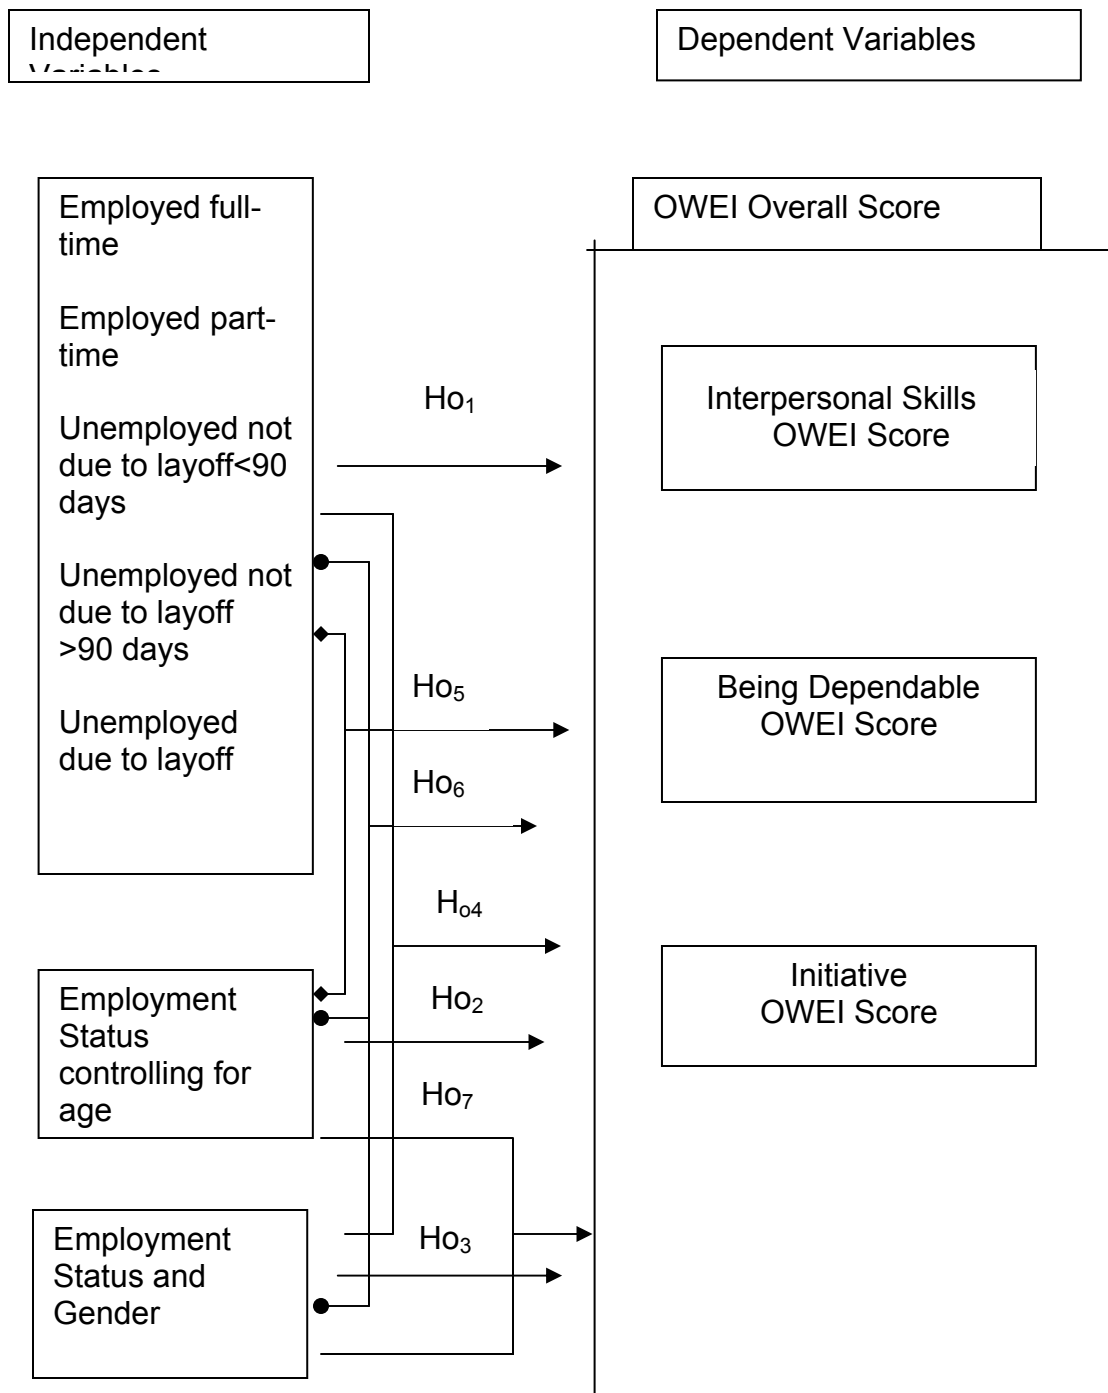 Independent
Dependent Variables
Employed full-
time
Employed part-
time
Unemployed not
due to layoff<90
days
Unemployed not
due to layoff
>90 days
Unemployed
due to layoff
Employment
Status
controlling for
age
Employment
Status and
Gender
Ho1
Ho5
Ho6
Ho4
Ho2
Ho7
Ho3
OWEI Overall Score
Interpersonal Skills
OWEI Score
Being Dependable
OWEI Score
Initiative
OWEI Score